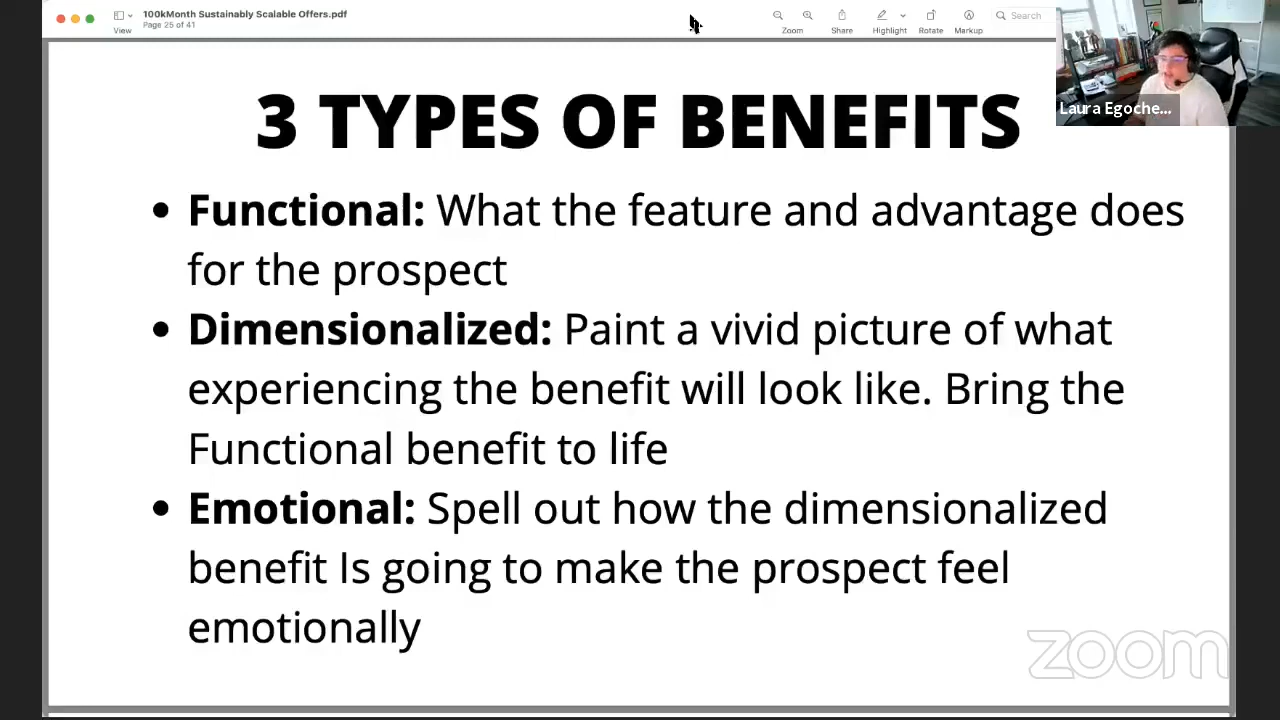 100kMonth Sustainably Scalable Offers.pdf
Page 25 of 41
View
Zoom
Share
Highlight
Rotate
Markup
Search
Laura Egoche...
3 TYPES OF BENEFITS
• Functional: What the feature and advantage does
for the prospect
• Dimensionalized: Paint a vivid picture of what
experiencing the benefit will look like. Bring the
Functional benefit to life
• Emotional: Spell out how the dimensionalized
benefit Is going to make the prospect feel
emotionally
zoom